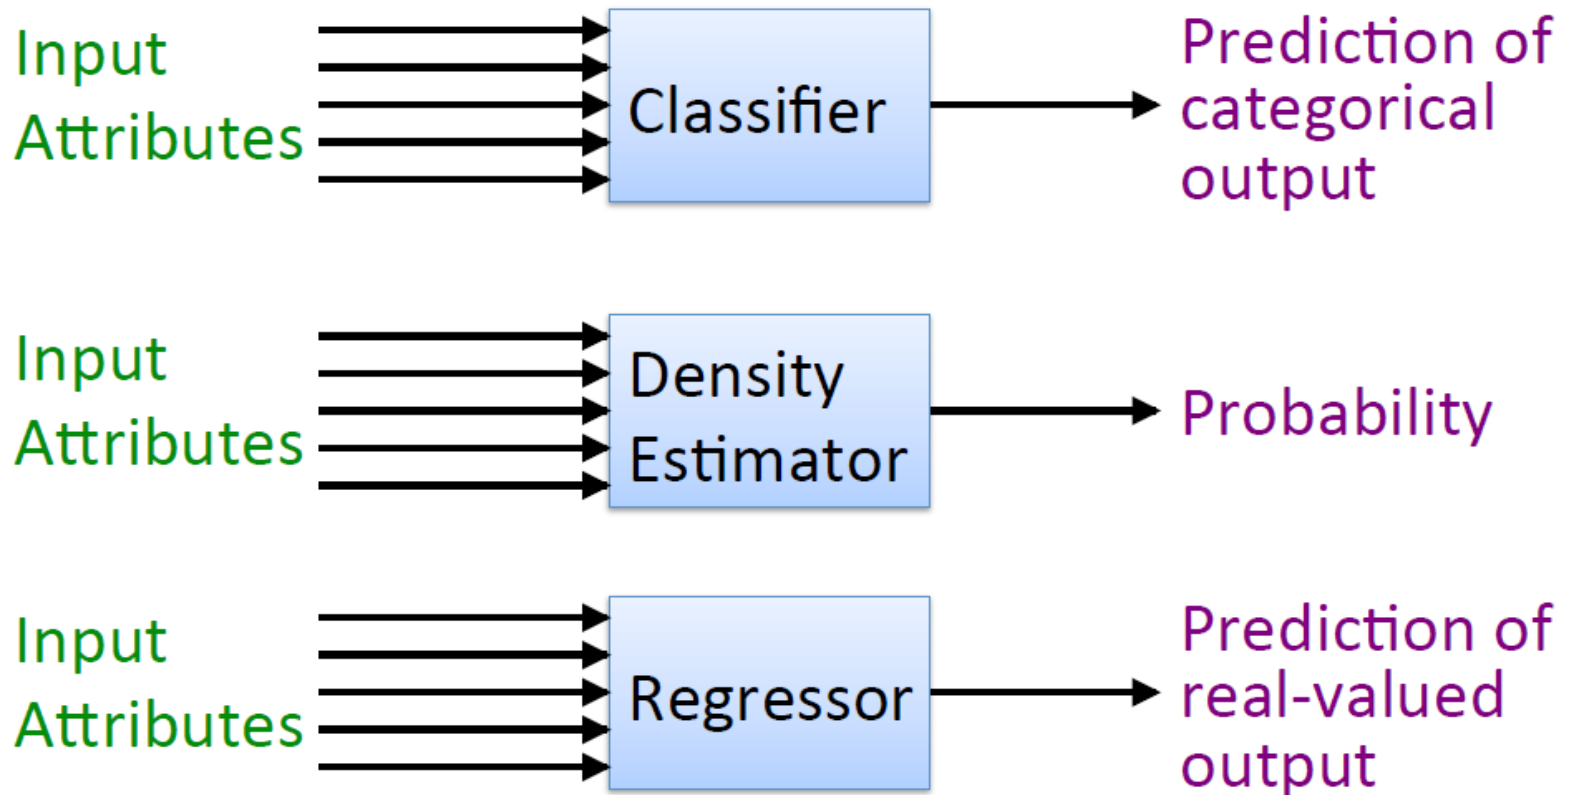 Input
Attributes
Classifier
Prediction of
categorical
output
Input
Attributes
Density
Estimator
Probability
Input
Attributes
Regressor
Prediction of
real-valued
output